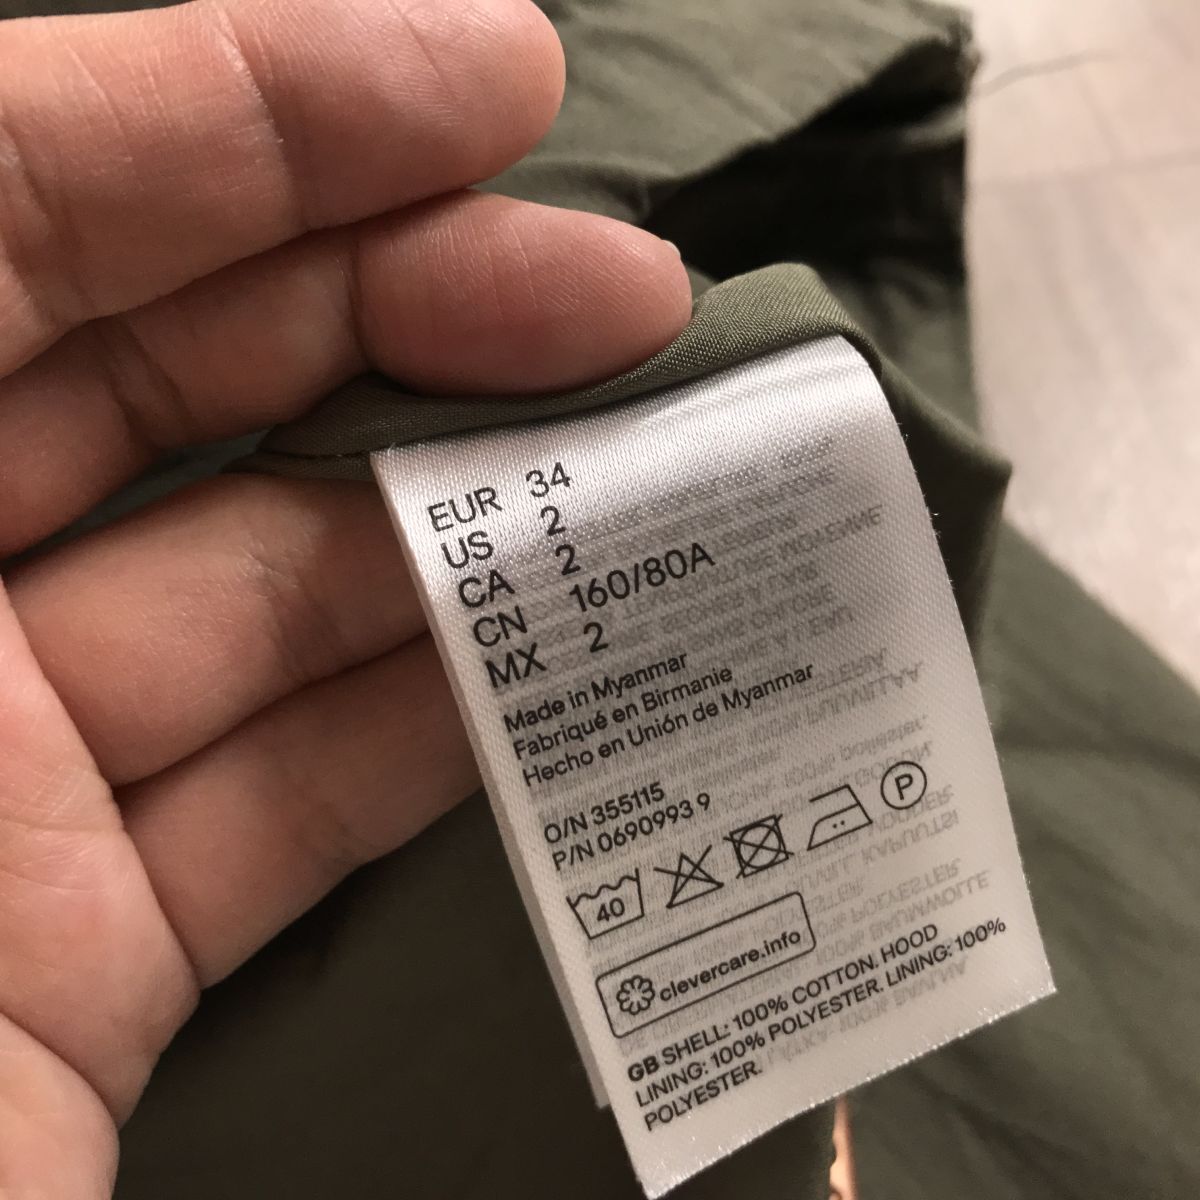 EUR 34
US 2
CA 2
CN 160/80A
MX 2
Made in Myanmar
Fabriqué en Birmanie
Hecho en Unión de Myanmar
O/N 355115
P/N 0690993 9
40
P
clevercare.info
GB SHELL: 100% COTTON. HOOD
LINING: 100% POLYESTER. LINING: 100%
POLYESTER.